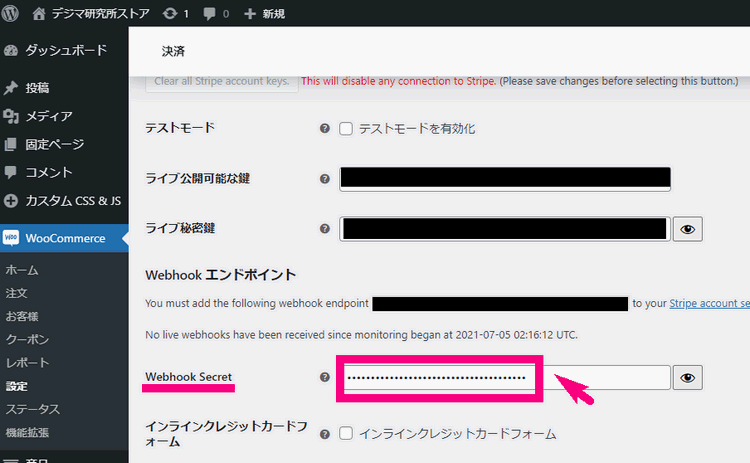 デジマ研究所ストア 1 0 + 新規
ダッシュボード
決済
投稿
メディア
固定ページ
コメント
カスタム CSS & JS
WooCommerce
ホーム
注文
お客様
クーポン
レポート
設定
ステータス
機能拡張
Clear all Stripe account keys. This will disable any connection to Stripe. (Please save changes before selecting this button.)
テストモード テストモードを有効化
ライブ公開可能な鍵
ライブ秘密鍵
Webhook エンドポイント
You must add the following webhook endpoint to your Stripe account se
No live webhooks have been received since monitoring began at 2021-07-05 02:16:12 UTC.
Webhook Secret
インラインクレジットカードフォーム インラインクレジットカードフォーム